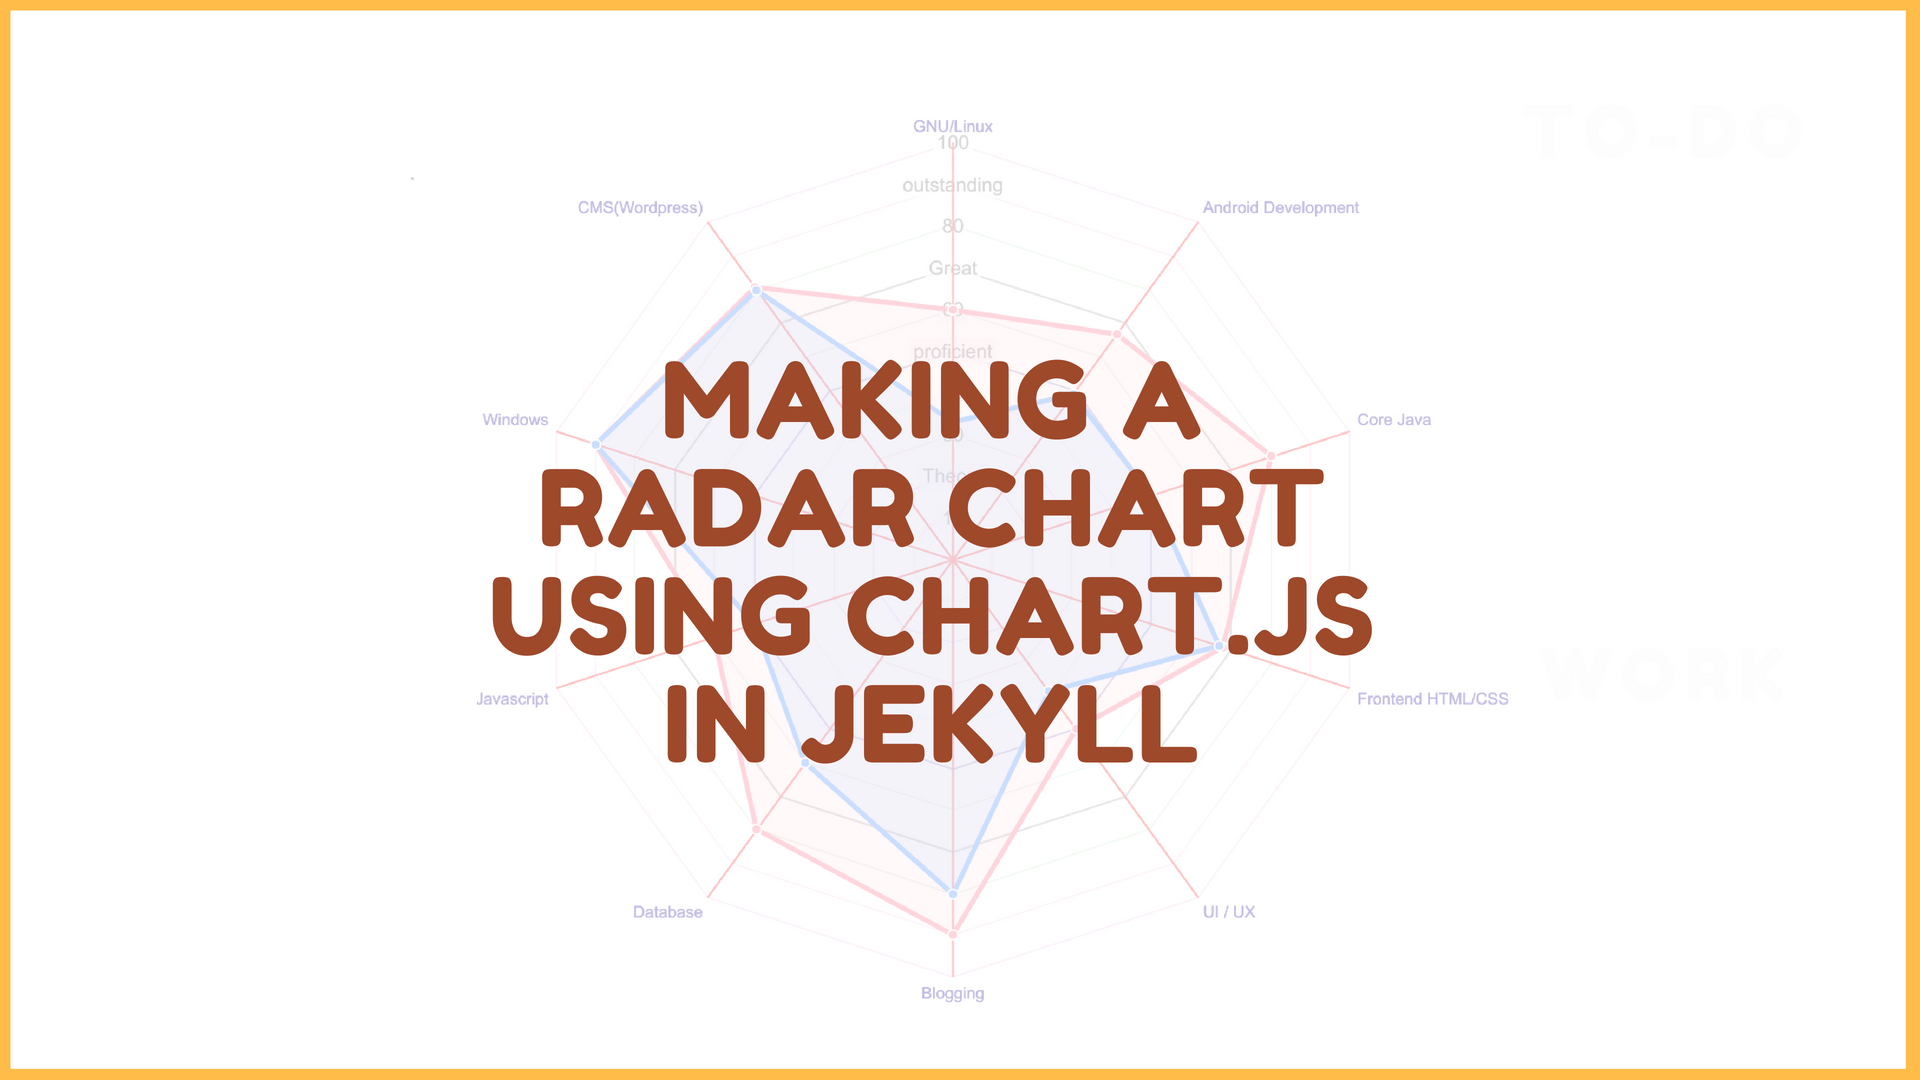 TO-DO
GNU/Linux
100
outstanding
CMS(Wordpress)
Android Development
80
Great
proficient
MAKING A
Windows
Core Java
RADAR CHART
USING CHART.JS
WORK
Javascript
Frontend HTML/CSS
IN JEKYLL
Database
UI / UX
Blogging